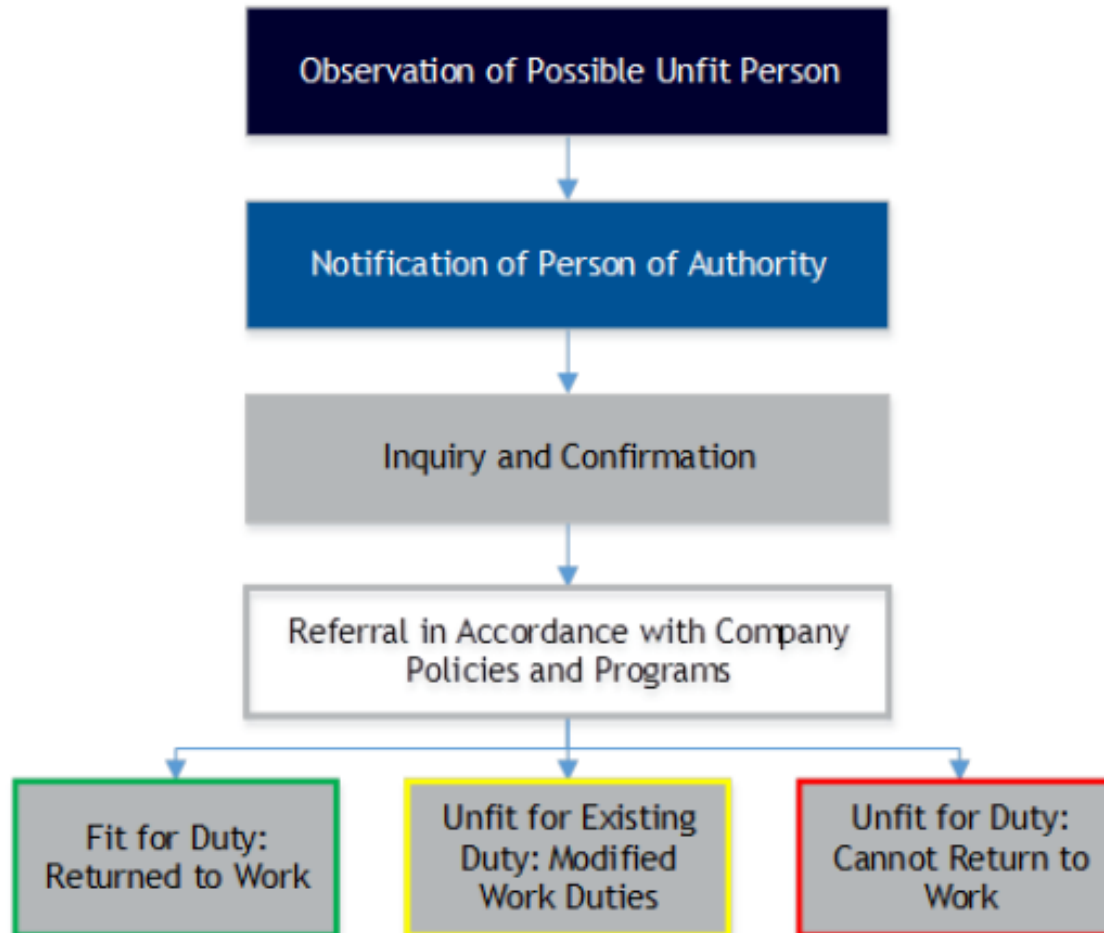 Observation of Possible Unfit Person
Notification of Person of Authority
Inquiry and Confirmation
Referral in Accordance with Company
Policies and Programs
Fit for Duty:
Returned to Work
Unfit for Existing
Duty: Modified
Work Duties
Unfit for Duty:
Cannot Return to
Work